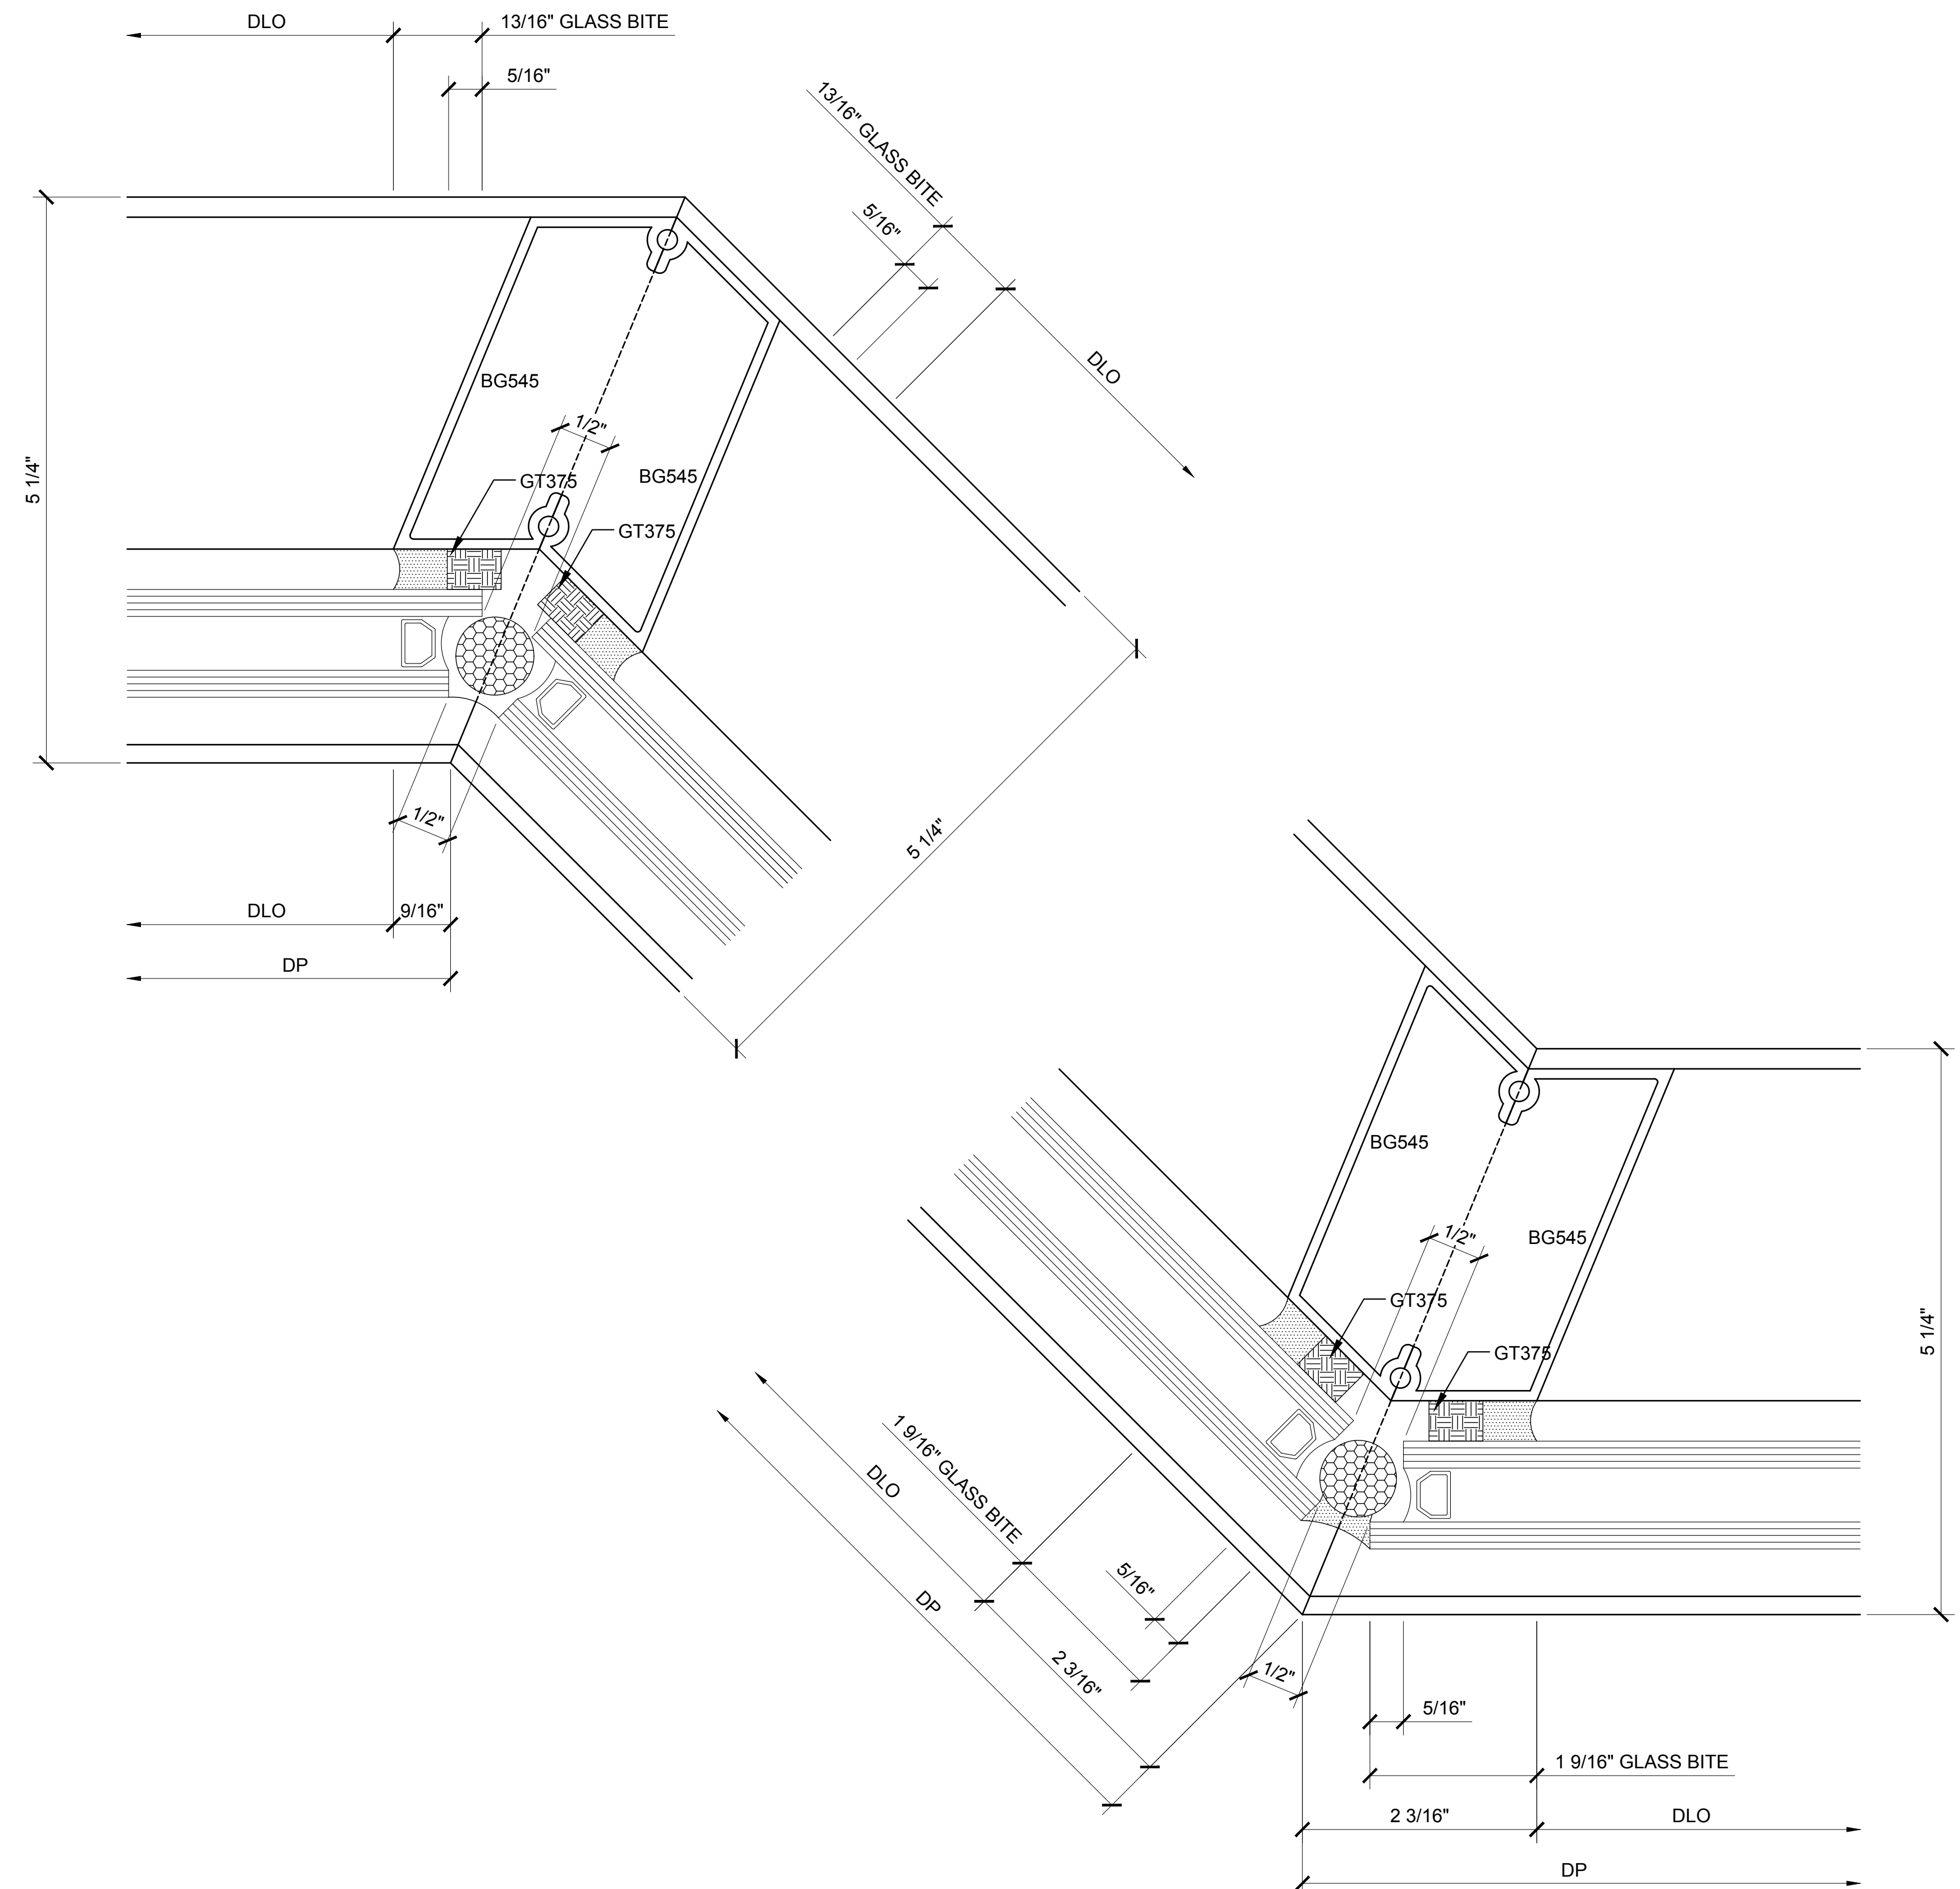 DLO
13/16" GLASS BITE
5/16"
13/16" GLASS BITE
5/16"
DLO
BG545
1/2"
BG545
GT375
GT375
5 1/4"
1/2"
5 1/4"
DLO
9/16"
DP
BG545
1/2"
BG545
GT375
GT375
5 1/4"
1 9/16" GLASS BITE
DLO
5/16"
DP
2 3/16"
1/2"
5/16"
1 9/16" GLASS BITE
2 3/16"
DLO
DP